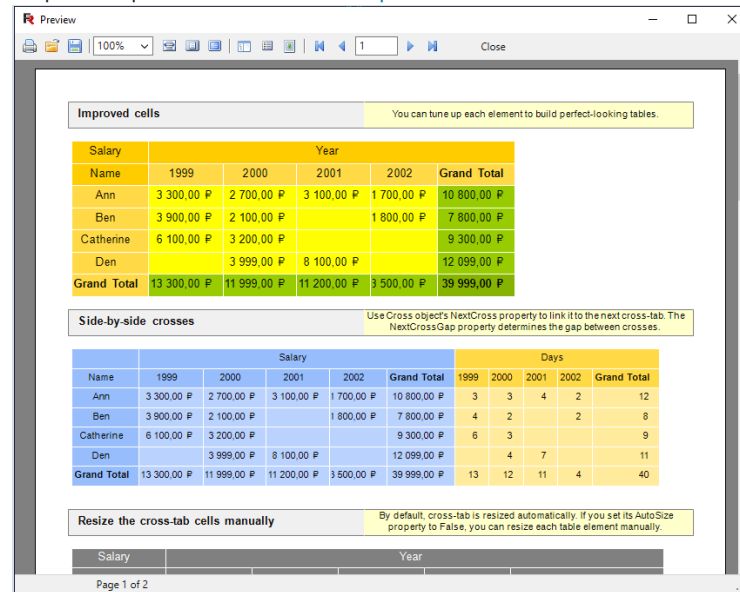 Preview
100%
1
Close
Improved cells
You can tune up each element to build perfect-looking tables.
Salary Year
Name 1999 2000 2001 2002 Grand Total
Ann 3 300,00 ₽ 2 700,00 ₽ 3 100,00 ₽ 1 700,00 ₽ 10 800,00 ₽
Ben 3 900,00 ₽ 2 100,00 ₽ 1 800,00 ₽ 7 800,00 ₽
Catherine 6 100,00 ₽ 3 200,00 ₽ 9 300,00 ₽
Den 3 999,00 ₽ 8 100,00 ₽ 12 099,00 ₽
Grand Total 13 300,00 ₽ 11 999,00 ₽ 11 200,00 ₽ 3 500,00 ₽ 39 999,00 ₽
Side-by-side crosses
Use Cross object's NextCross property to link it to the next cross-tab. The
NextCrossGap property determines the gap between crosses.
Salary Days
Name 1999 2000 2001 2002 Grand Total 1999 2000 2001 2002 Grand Total
Ann 3 300,00 ₽ 2 700,00 ₽ 3 100,00 ₽ 1 700,00 ₽ 10 800,00 ₽ 3 3 4 2 12
Ben 3 900,00 ₽ 2 100,00 ₽ 1 800,00 ₽ 7 800,00 ₽ 4 2 2 8
Catherine 6 100,00 ₽ 3 200,00 ₽ 9 300,00 ₽ 6 3 9
Den 3 999,00 ₽ 8 100,00 ₽ 12 099,00 ₽ 4 7 11
Grand Total 13 300,00 ₽ 11 999,00 ₽ 11 200,00 ₽ 3 500,00 ₽ 39 999,00 ₽ 13 12 11 4 40
Resize the cross-tab cells manually
By default, cross-tab is resized automatically. If you set its AutoSize
property to False, you can resize each table element manually.
Salary Year
Page 1 of 2